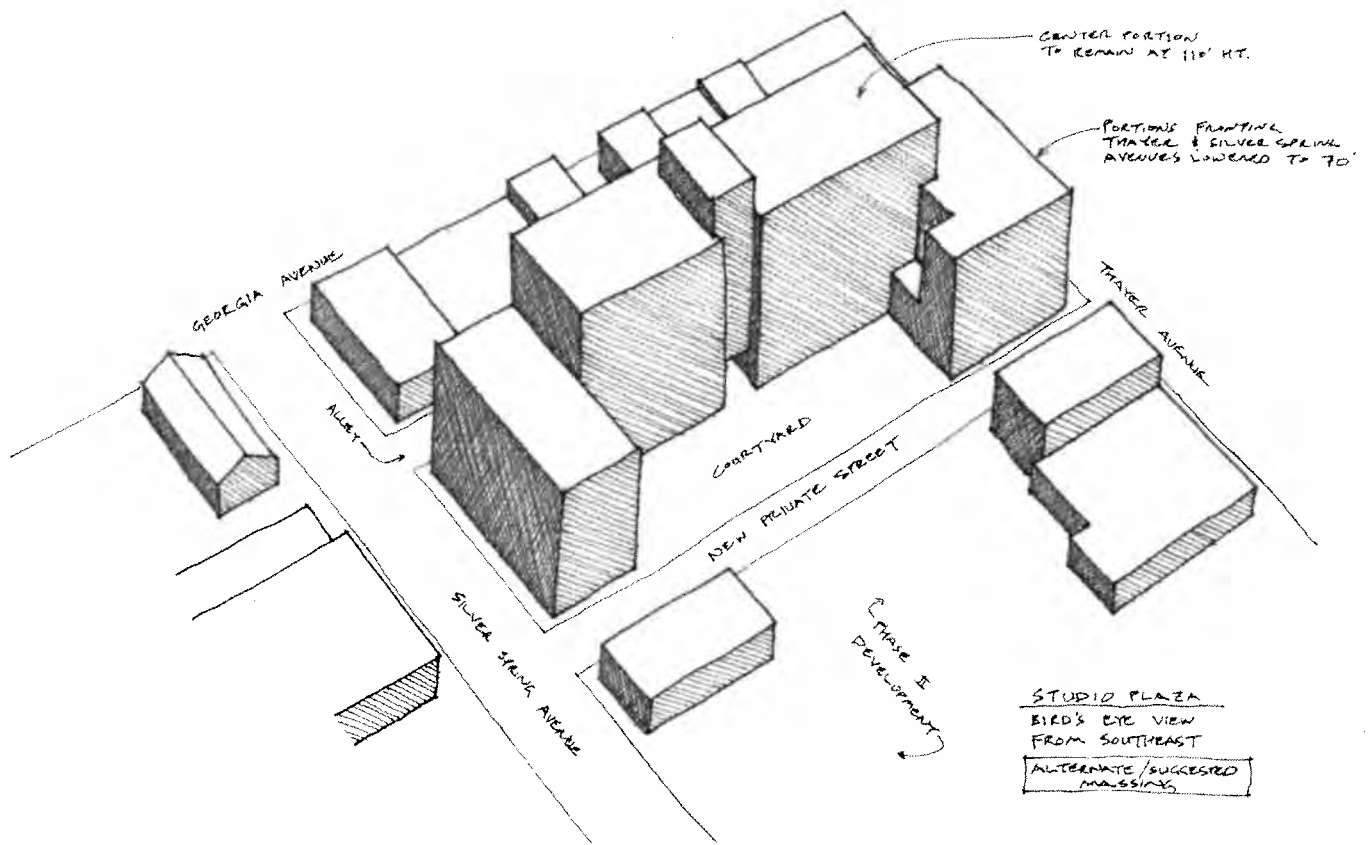 CENTER PORTION
TO REMAIN AT 110' HT.
PORTIONS FRONTING
THAYER & SILVER SPRING
AVENUES LOWERED TO 70'
GEORGIA AVENUE
THAYER AVENUE
ALLEY
COURTYARD
NEW PRIVATE STREET
SILVER SPRING AVENUE
PHASE II
DEVELOPMENT
STUDIO PLAZA
BIRD'S EYE VIEW
FROM SOUTHEAST
ALTERNATE/SUGGESTED
MASSING